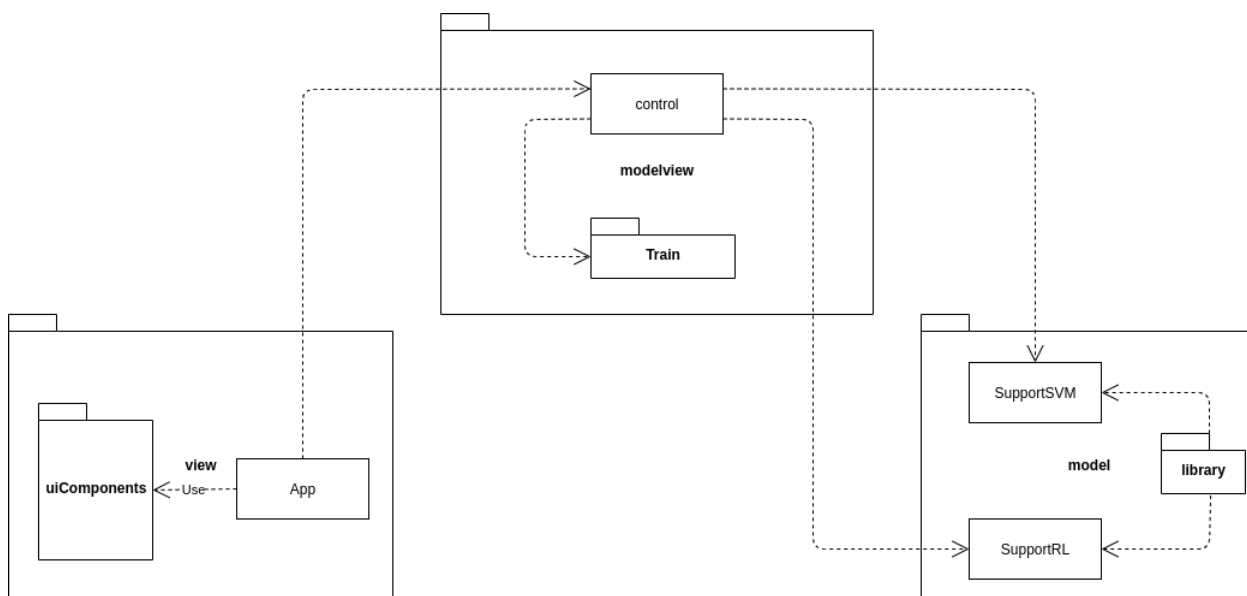 control
modelview
Train
view
uiComponents
Use
App
SupportSVM
model
library
SupportRL